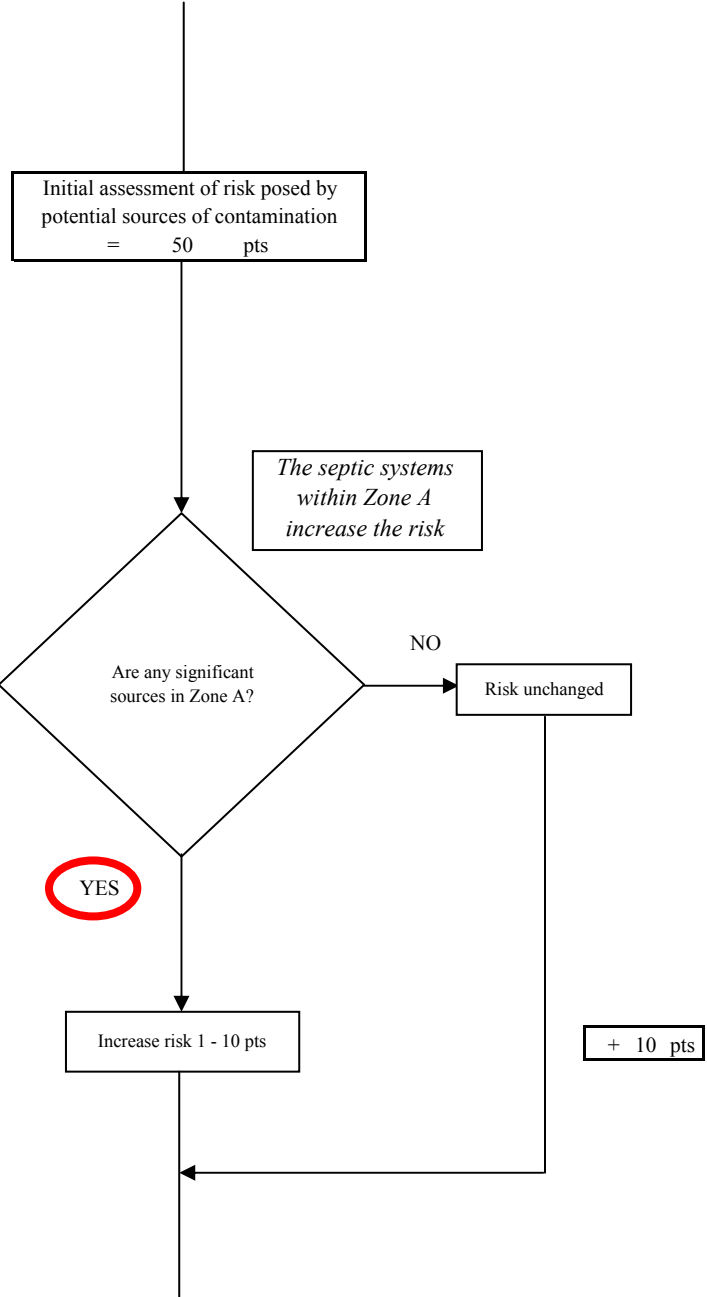 Initial assessment of risk posed by
potential sources of contamination
= 50 pts
The septic systems
within Zone A
increase the risk
NO
Are any significant
sources in Zone A?
Risk unchanged
YES
Increase risk 1 - 10 pts
+ 10 pts